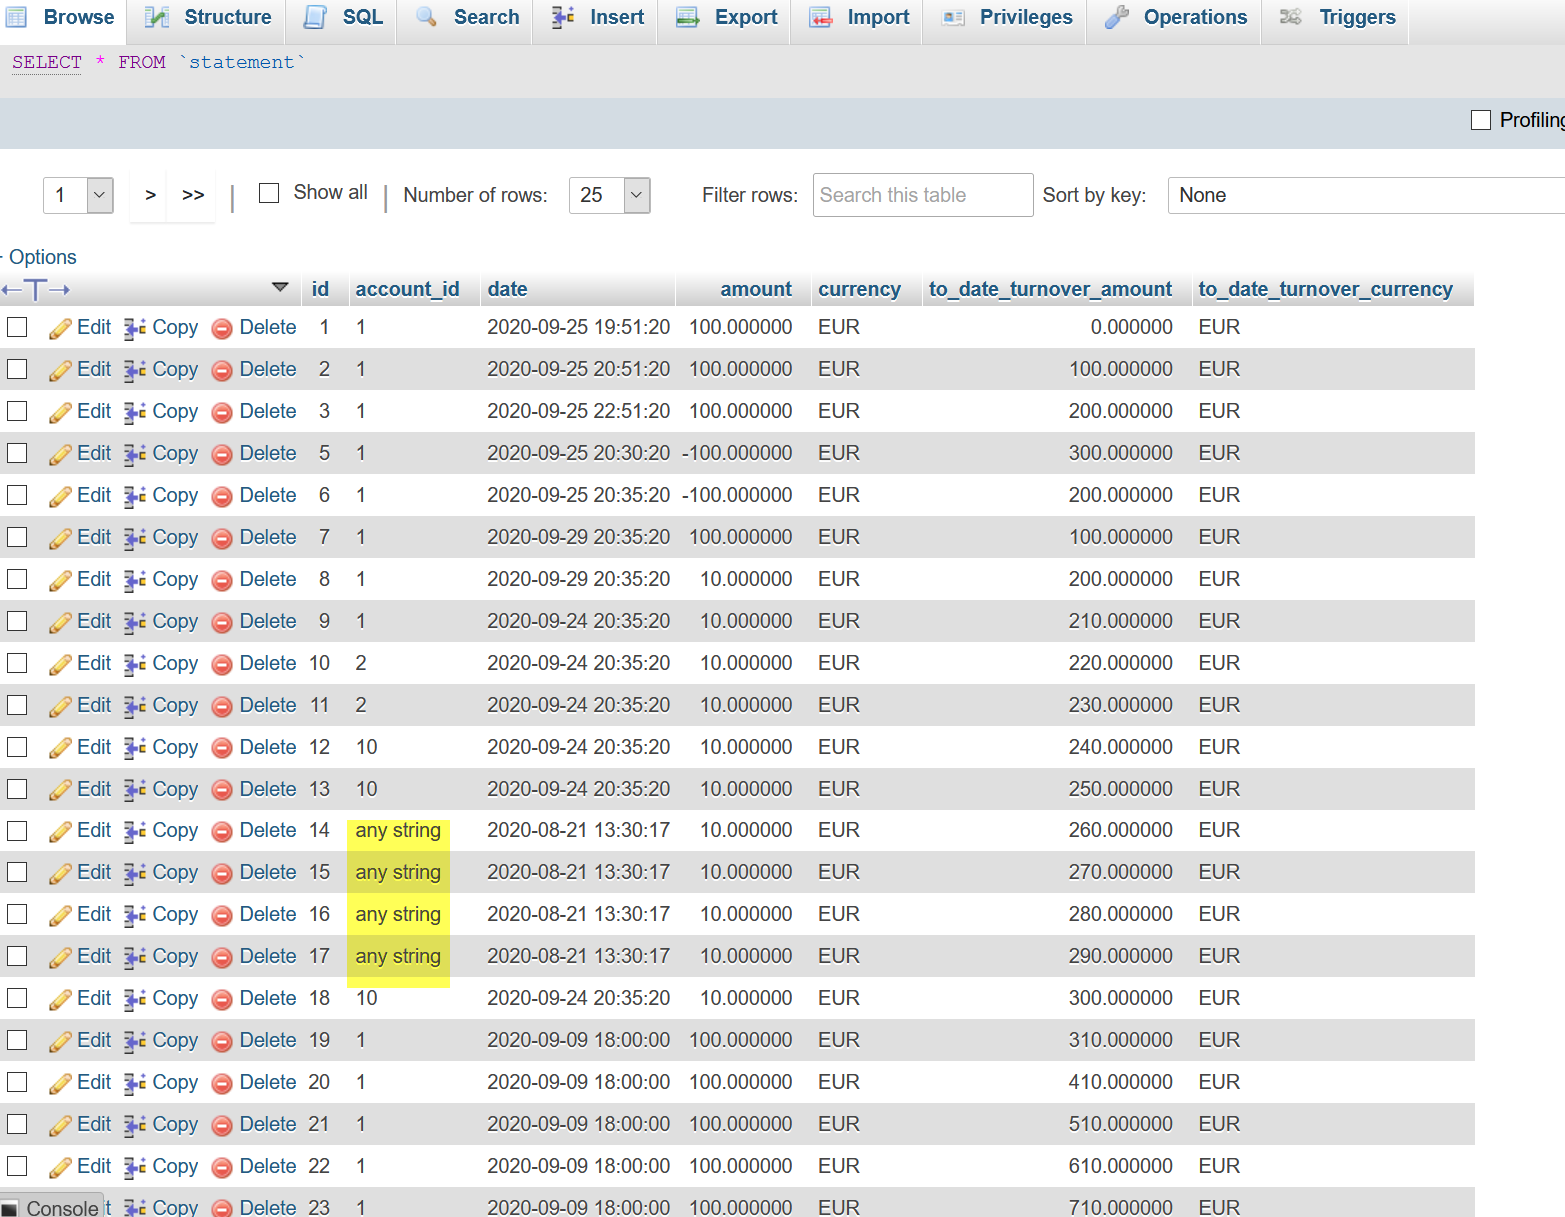 Browse Structure SQL Search Insert Export Import Privileges Operations Triggers
SELECT * FROM `statement`
Profiling
1 > >> | Show all | Number of rows: 25 Filter rows: Search this table Sort by key: None
Options
←T→ id account_id date amount currency to_date_turnover_amount to_date_turnover_currency
Edit Copy Delete 1 1 2020-09-25 19:51:20 100.000000 EUR 0.000000 EUR
Edit Copy Delete 2 1 2020-09-25 20:51:20 100.000000 EUR 100.000000 EUR
Edit Copy Delete 3 1 2020-09-25 22:51:20 100.000000 EUR 200.000000 EUR
Edit Copy Delete 5 1 2020-09-25 20:30:20 -100.000000 EUR 300.000000 EUR
Edit Copy Delete 6 1 2020-09-25 20:35:20 -100.000000 EUR 200.000000 EUR
Edit Copy Delete 7 1 2020-09-29 20:35:20 100.000000 EUR 100.000000 EUR
Edit Copy Delete 8 1 2020-09-29 20:35:20 10.000000 EUR 200.000000 EUR
Edit Copy Delete 9 1 2020-09-24 20:35:20 10.000000 EUR 210.000000 EUR
Edit Copy Delete 10 2 2020-09-24 20:35:20 10.000000 EUR 220.000000 EUR
Edit Copy Delete 11 2 2020-09-24 20:35:20 10.000000 EUR 230.000000 EUR
Edit Copy Delete 12 10 2020-09-24 20:35:20 10.000000 EUR 240.000000 EUR
Edit Copy Delete 13 10 2020-09-24 20:35:20 10.000000 EUR 250.000000 EUR
Edit Copy Delete 14 any string 2020-08-21 13:30:17 10.000000 EUR 260.000000 EUR
Edit Copy Delete 15 any string 2020-08-21 13:30:17 10.000000 EUR 270.000000 EUR
Edit Copy Delete 16 any string 2020-08-21 13:30:17 10.000000 EUR 280.000000 EUR
Edit Copy Delete 17 any string 2020-08-21 13:30:17 10.000000 EUR 290.000000 EUR
Edit Copy Delete 18 10 2020-09-24 20:35:20 10.000000 EUR 300.000000 EUR
Edit Copy Delete 19 1 2020-09-09 18:00:00 100.000000 EUR 310.000000 EUR
Edit Copy Delete 20 1 2020-09-09 18:00:00 100.000000 EUR 410.000000 EUR
Edit Copy Delete 21 1 2020-09-09 18:00:00 100.000000 EUR 510.000000 EUR
Edit Copy Delete 22 1 2020-09-09 18:00:00 100.000000 EUR 610.000000 EUR
Console t Copy Delete 23 1 2020-09-09 18:00:00 100.000000 EUR 710.000000 EUR